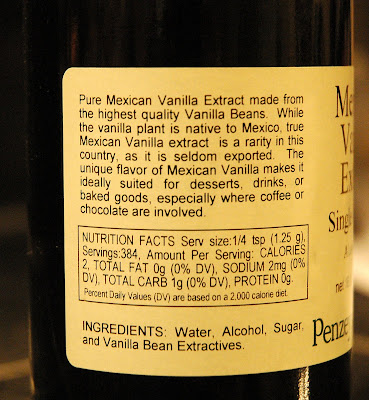 Pure Mexican Vanilla Extract made from
the highest quality Vanilla Beans. While
the vanilla plant is native to Mexico, true
Mexican Vanilla extract is a rarity in this
country, as it is seldom exported. The
unique flavor of Mexican Vanilla makes it
ideally suited for desserts, drinks, or
baked goods, especially where coffee or
chocolate are involved.
NUTRITION FACTS Serv size:1/4 tsp (1.25 g),
Servings:384, Amount Per Serving: CALORIES
2, TOTAL FAT 0g (0% DV), SODIUM 2mg (0%
DV), TOTAL CARB 1g (0% DV), PROTEIN 0g.
Percent Daily Values (DV) are based on a 2,000 calorie diet.
INGREDIENTS: Water, Alcohol, Sugar,
and Vanilla Bean Extractives.
Me
Va
Ex
Single
Penze